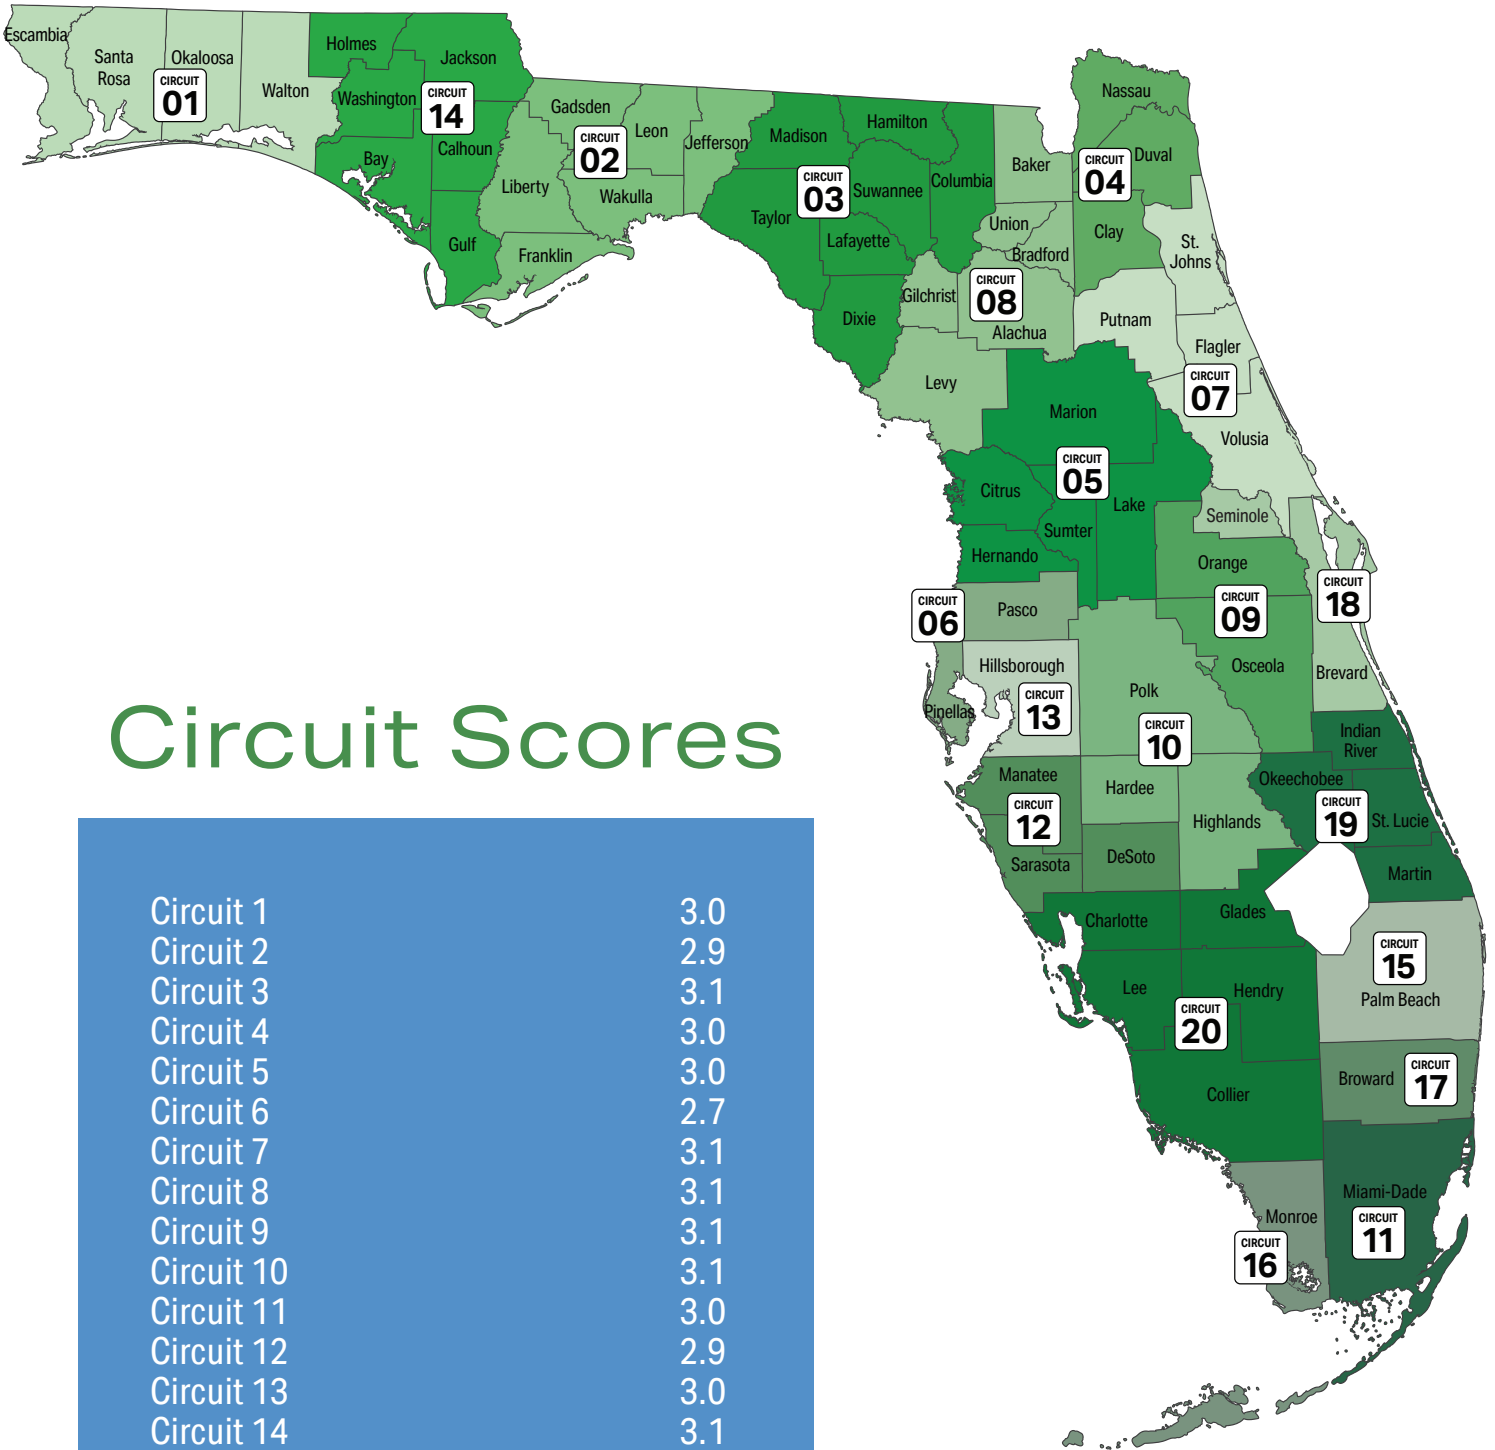 Escambia
Santa
Rosa
Okaloosa
CIRCUIT
01
Walton
Holmes
Jackson
Washington
CIRCUIT
14
Calhoun
Bay
Gulf
Gadsden
Leon
Jefferson
CIRCUIT
02
Liberty
Wakulla
Franklin
Madison
Hamilton
CIRCUIT
03
Suwannee
Columbia
Taylor
Lafayette
Dixie
Nassau
Duval
CIRCUIT
04
Clay
Baker
Union
Bradford
Gilchrist
CIRCUIT
08
Alachua
Levy
St.
Johns
Putnam
Flagler
CIRCUIT
07
Volusia
Marion
CIRCUIT
05
Citrus
Lake
Sumter
Hernando
Seminole
Orange
CIRCUIT
09
Osceola
CIRCUIT
18
Brevard
CIRCUIT
06
Pasco
Pinellas
Hillsborough
CIRCUIT
13
Polk
CIRCUIT
10
Hardee
Highlands
Manatee
CIRCUIT
12
Sarasota
DeSoto
Indian
River
Okeechobee
CIRCUIT
19
St. Lucie
Martin
Charlotte
Glades
Lee
Hendry
CIRCUIT
20
Collier
CIRCUIT
15
Palm Beach
Broward
CIRCUIT
17
Miami-Dade
CIRCUIT
11
Monroe
CIRCUIT
16
Circuit Scores
Circuit 1 3.0
Circuit 2 2.9
Circuit 3 3.1
Circuit 4 3.0
Circuit 5 3.0
Circuit 6 2.7
Circuit 7 3.1
Circuit 8 3.1
Circuit 9 3.1
Circuit 10 3.1
Circuit 11 3.0
Circuit 12 2.9
Circuit 13 3.0
Circuit 14 3.1